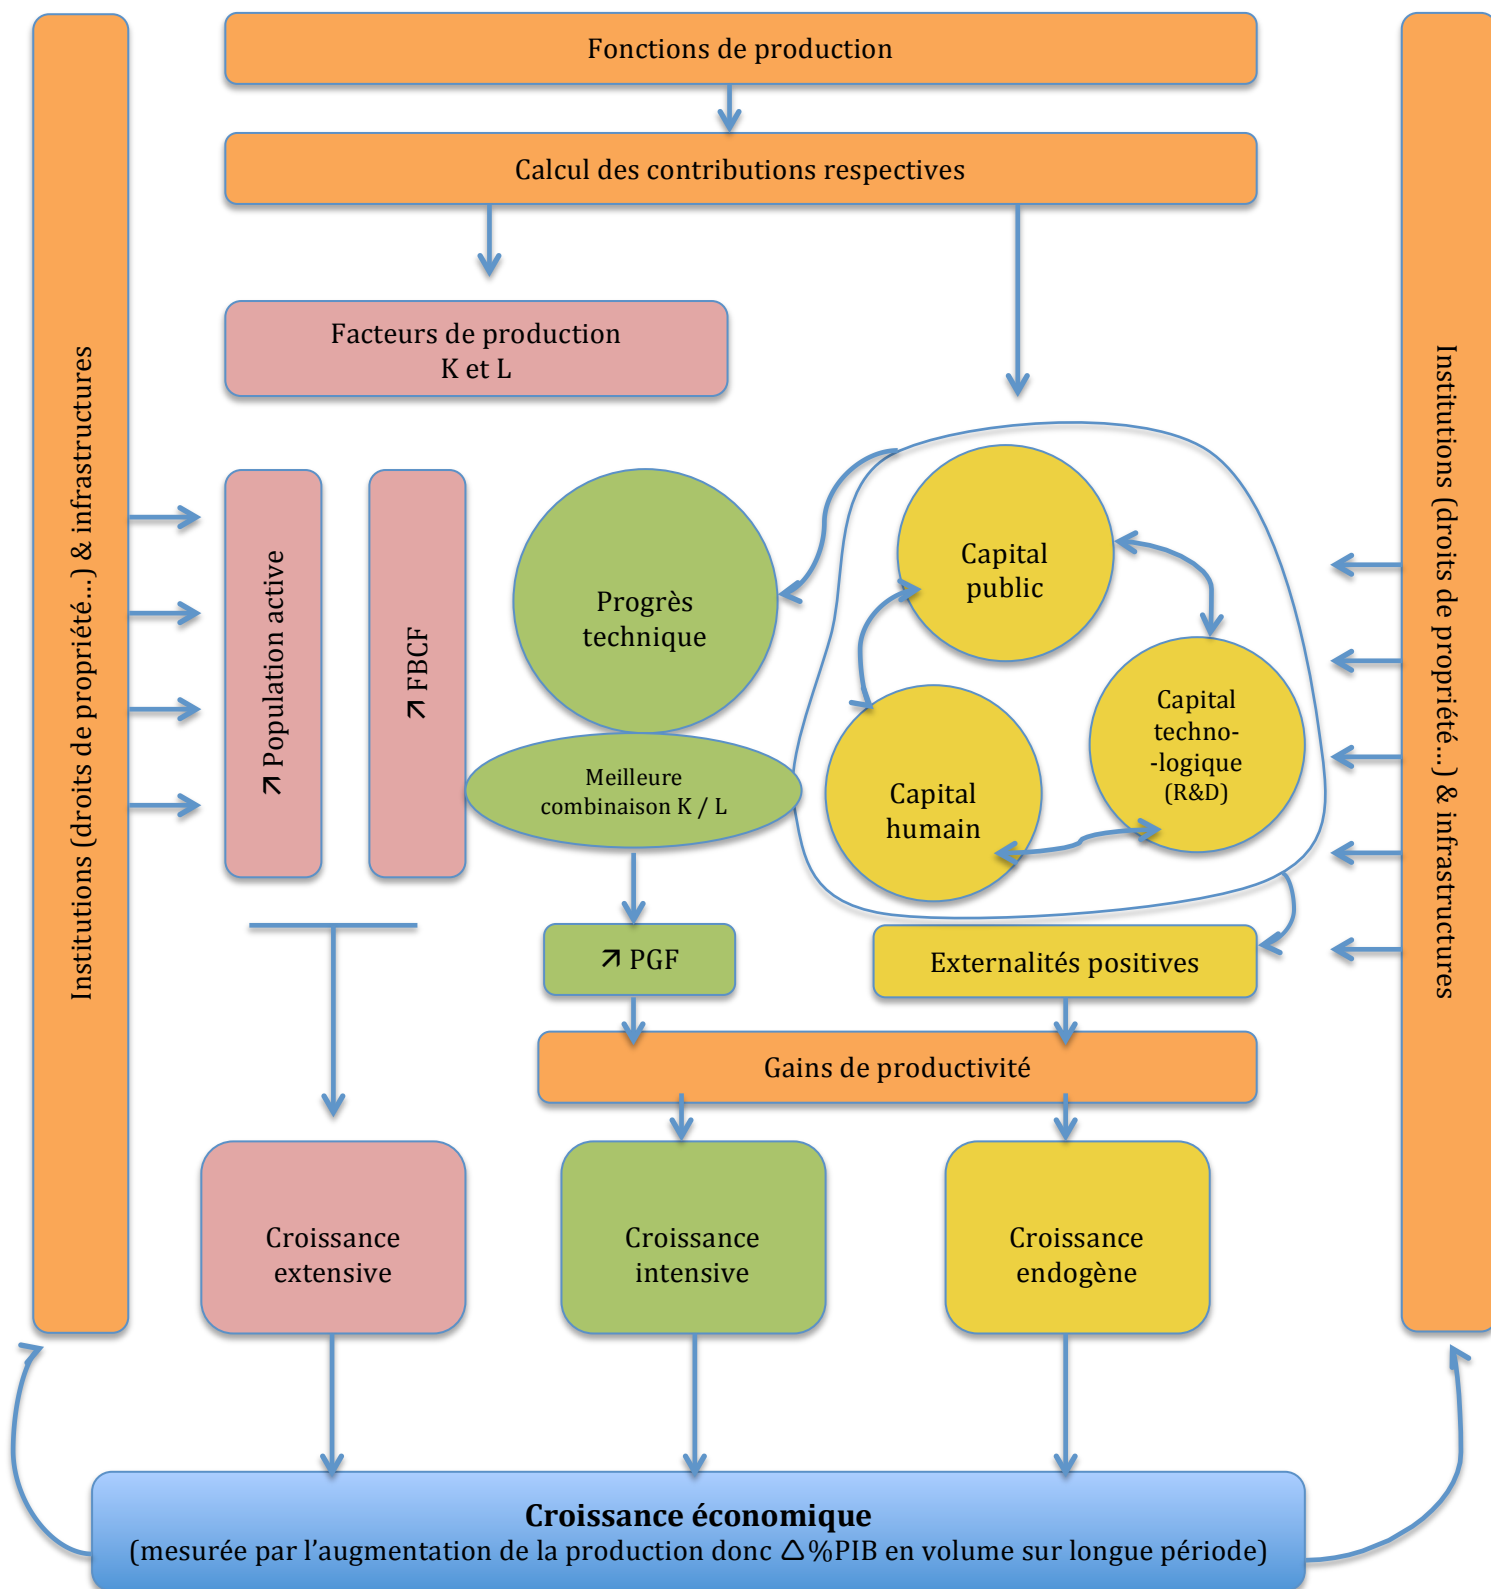 Fonctions de production
Calcul des contributions respectives
Institutions (droits de propriété...) & infrastructures
Facteurs de production
K et L
↗ Population active
↗ FBCF
Progrès
technique
Meilleure
combinaison K / L
Capital
public
Capital
techno-
-logique
(R&D)
Capital
humain
Institutions (droits de propriété...) & infrastructures
↗ PGF
Externalités positives
Gains de productivité
Croissance
extensive
Croissance
intensive
Croissance
endogène
Croissance économique
(mesurée par l’augmentation de la production donc △%PIB en volume sur longue période)